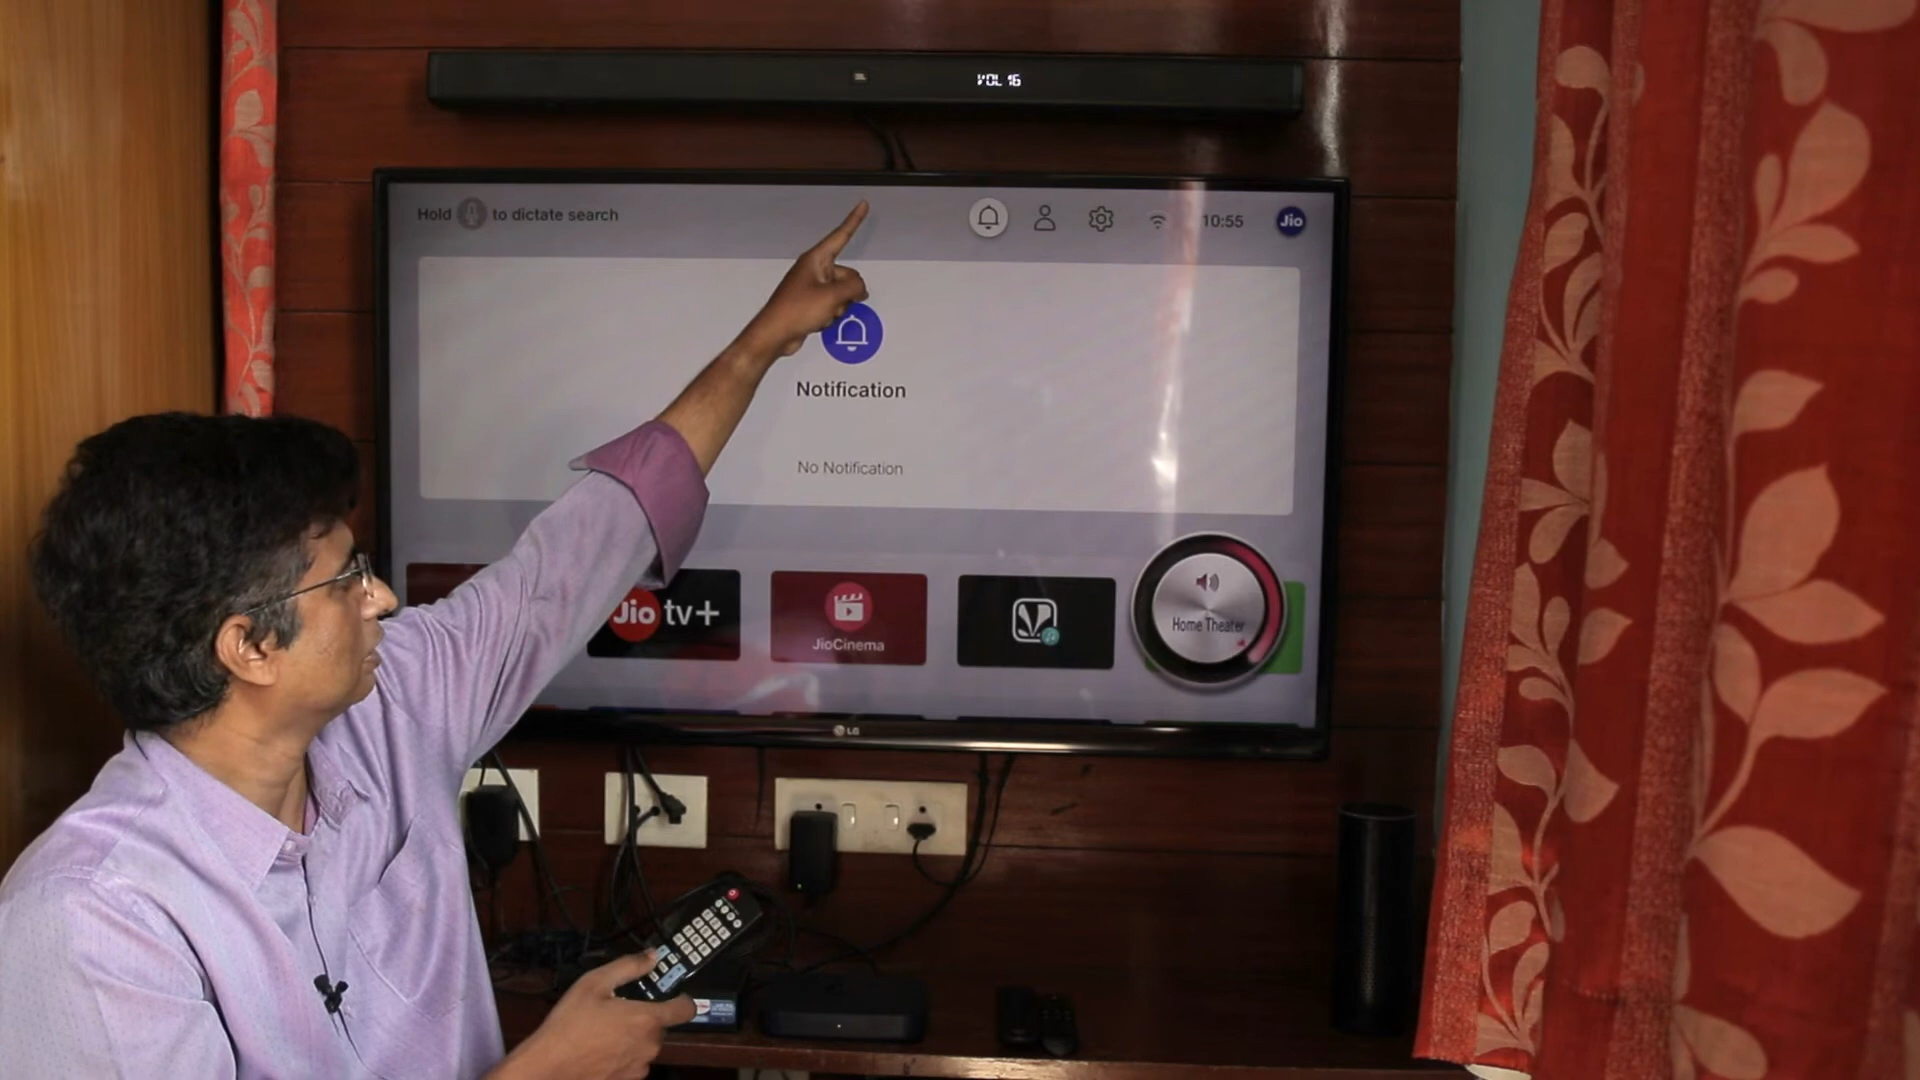 VOL 16
Hold to dictate search
10:55
Jio
Notification
No Notification
Jio tv+
JioCinema
Home Theater
LG